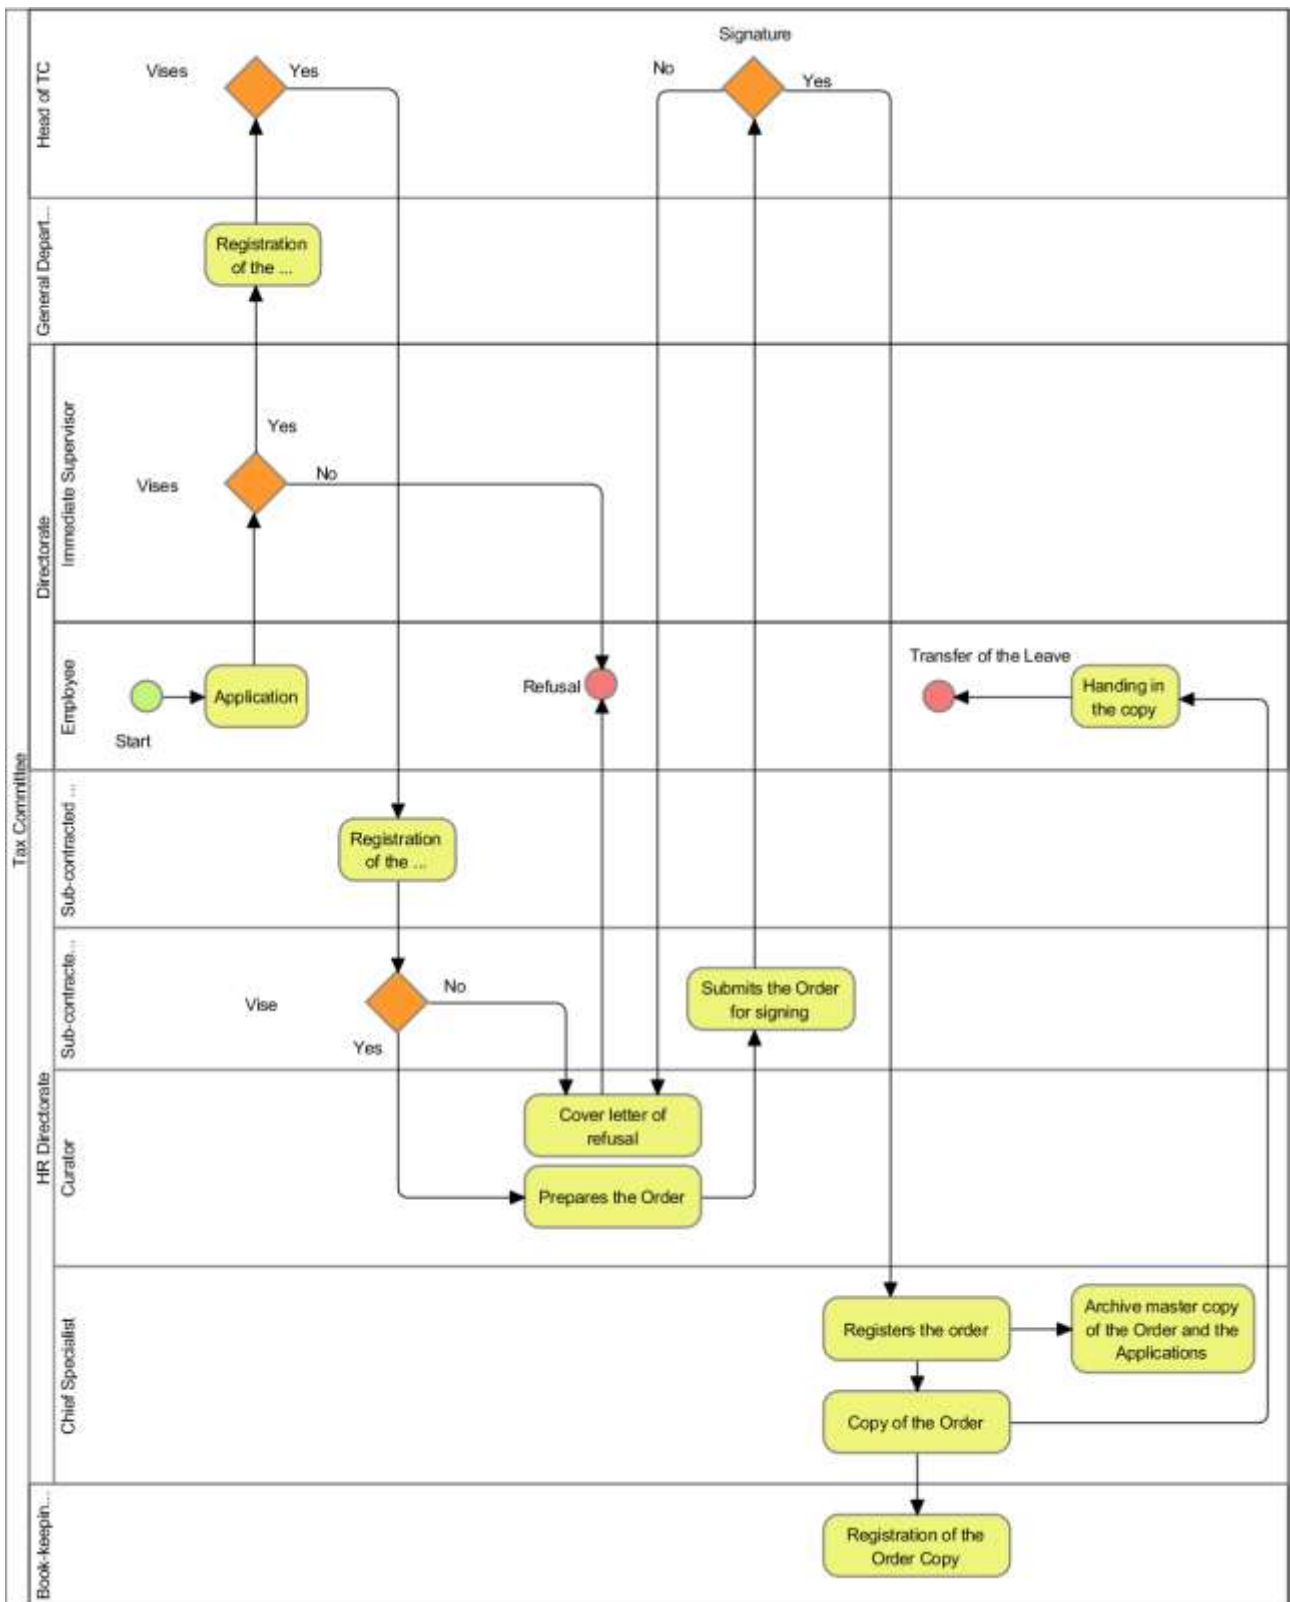 Tax Committee
Head of TC
Vises
Yes
Signature
No
Yes
General Depart...
Registration
of the ...
Directorate
Immediate Supervisor
Yes
Vises
No
Employee
Start
Application
Refusal
Transfer of the Leave
Handing in
the copy
HR Directorate
Sub-contracted ...
Registration
of the ...
Sub-contracte...
Vise
No
Yes
Submits the Order
for signing
Curator
Cover letter of
refusal
Prepares the Order
Chief Specialist
Registers the order
Archive master copy
of the Order and the
Applications
Copy of the Order
Book-keepin...
Registration of the
Order Copy